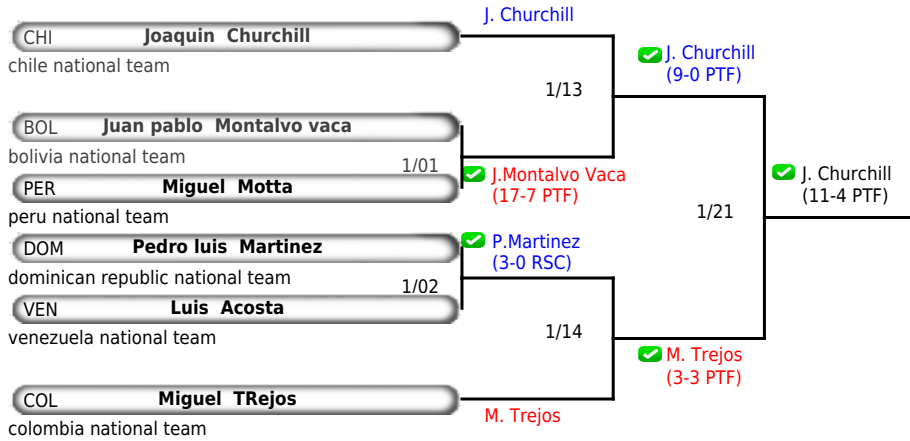 J. Churchill
CHI Joaquin Churchill
chile national team
J. Churchill
(9-0 PTF)
1/13
BOL Juan pablo Montalvo vaca
bolivia national team
1/01
J.Montalvo Vaca
(17-7 PTF)
PER Miguel Motta
peru national team
J. Churchill
(11-4 PTF)
1/21
DOM Pedro luis Martinez
dominican republic national team
P.Martinez
(3-0 RSC)
1/02
VEN Luis Acosta
venezuela national team
1/14
M. Trejos
(3-3 PTF)
COL Miguel TRejos
colombia national team
M. Trejos